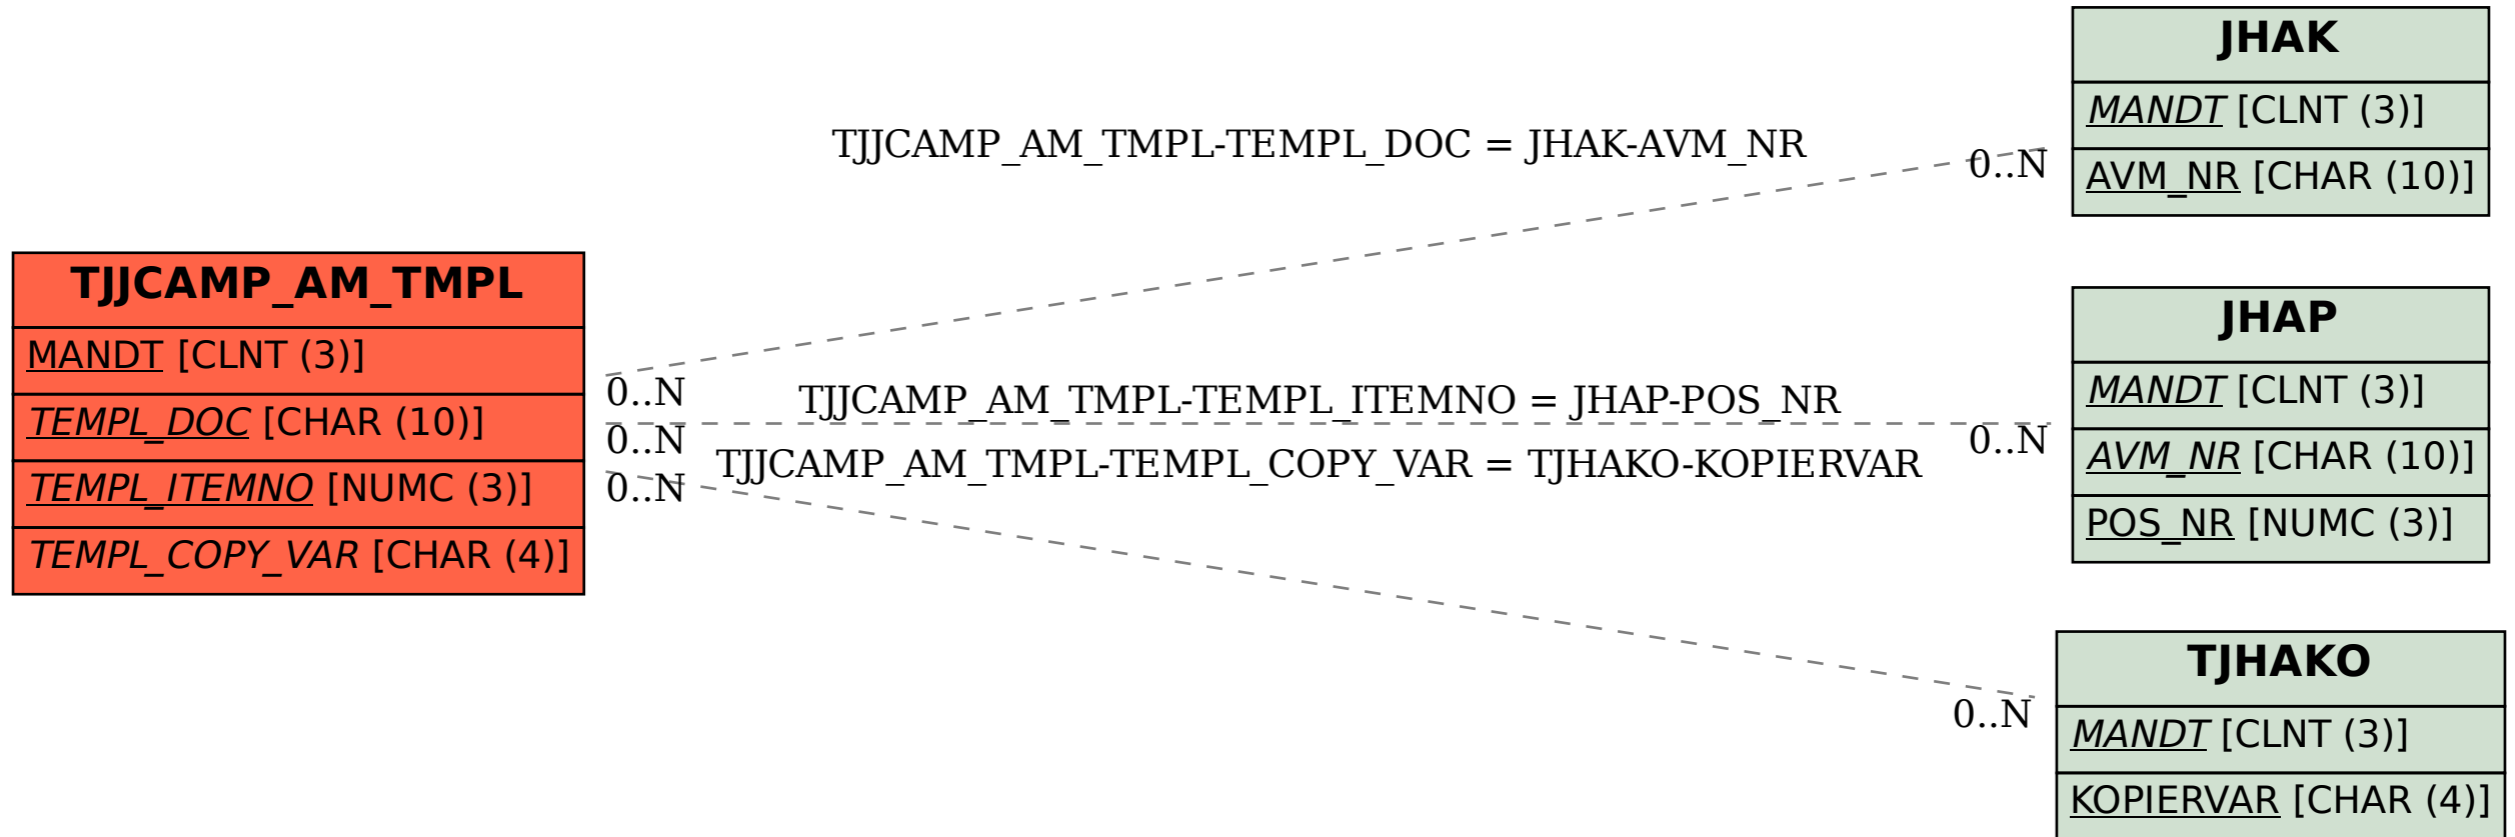 JHAK
MANDT [CLNT (3)]
AVM_NR [CHAR (10)]
TJJCAMP_AM_TMPL-TEMPL_DOC = JHAK-AVM_NR
0..N
TJJCAMP_AM_TMPL
MANDT [CLNT (3)]
TEMPL_DOC [CHAR (10)]
TEMPL_ITEMNO [NUMC (3)]
TEMPL_COPY_VAR [CHAR (4)]
0..N
0..N
0..N
TJJCAMP_AM_TMPL-TEMPL_ITEMNO = JHAP-POS_NR
0..N
TJJCAMP_AM_TMPL-TEMPL_COPY_VAR = TJHAKO-KOPIERVAR
0..N
JHAP
MANDT [CLNT (3)]
AVM_NR [CHAR (10)]
POS_NR [NUMC (3)]
TJHAKO
MANDT [CLNT (3)]
KOPIERVAR [CHAR (4)]